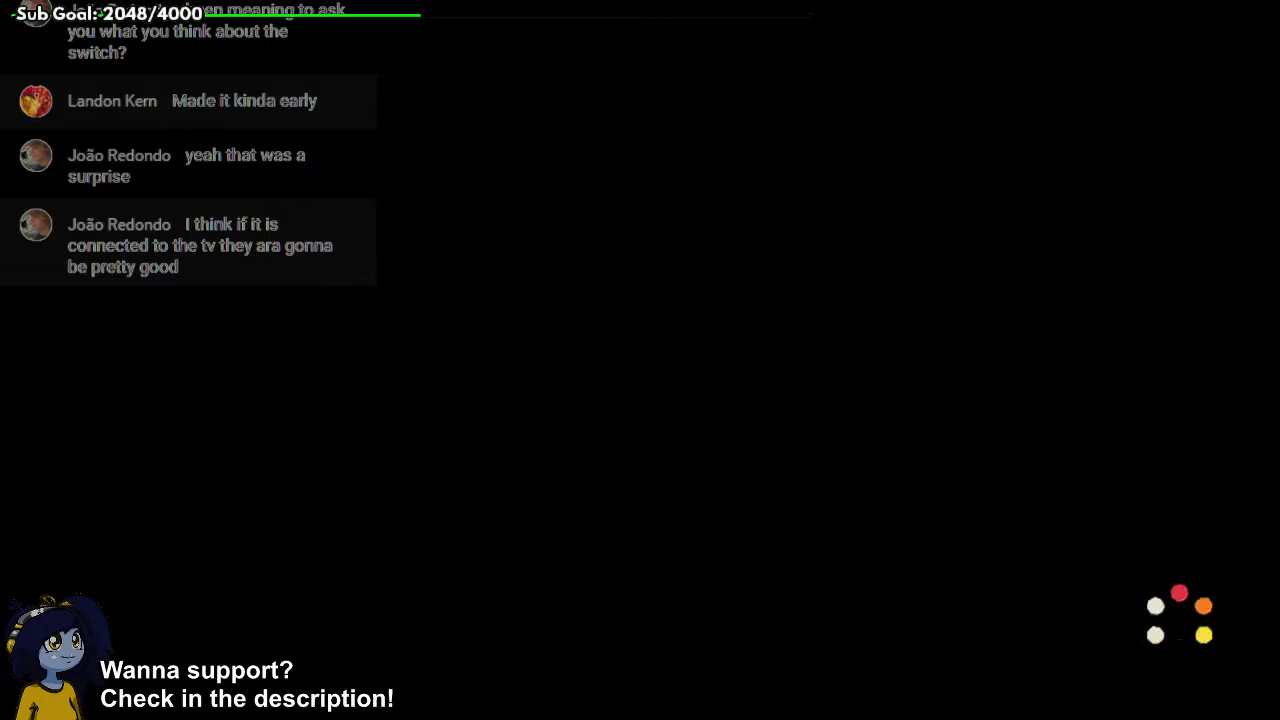 Sub Goal: 2048/4000
meaning to ask
you what you think about the
switch?
Landon Kern Made it kinda early
João Redondo yeah that was a
surprise
João Redondo I think if it is
connected to the tv they ara gonna
be pretty good
Wanna support?
Check in the description!